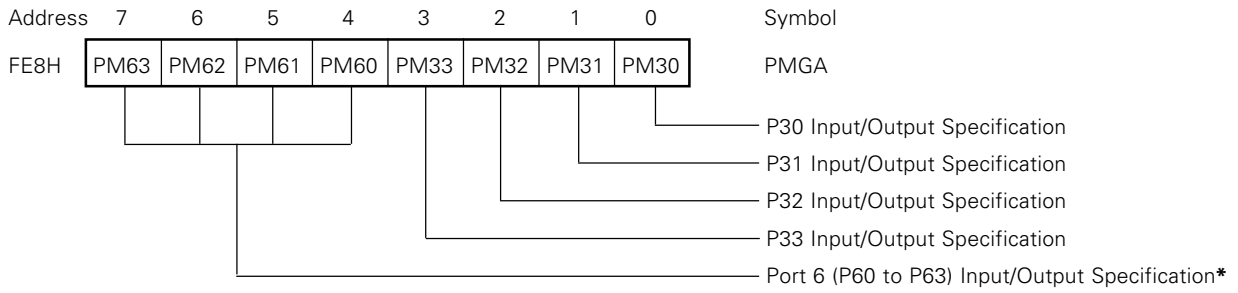 Address 7 6 5 4 3 2 1 0 Symbol
FE8H PM63 PM62 PM61 PM60 PM33 PM32 PM31 PM30 PMGA
P30 Input/Output Specification
P31 Input/Output Specification
P32 Input/Output Specification
P33 Input/Output Specification
Port 6 (P60 to P63) Input/Output Specification*